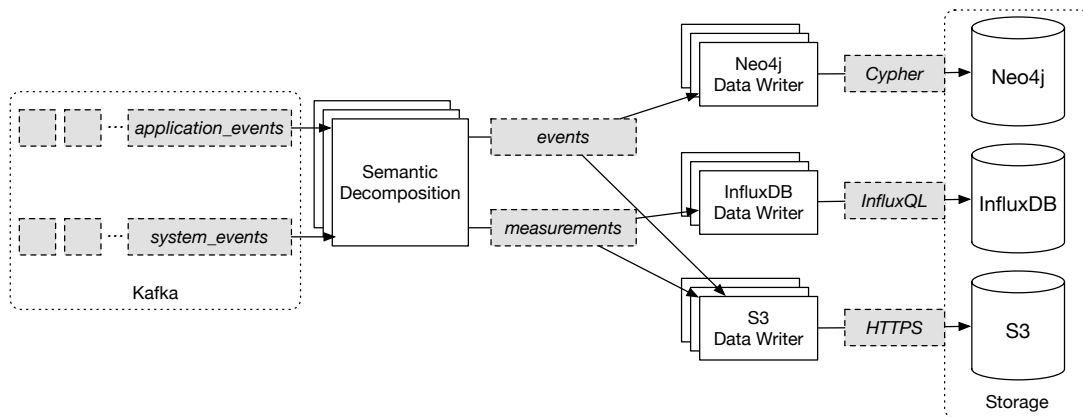 application_events
system_events
Kafka
Semantic
Decomposition
events
measurements
Neo4j
Data Writer
InfluxDB
Data Writer
S3
Data Writer
Cypher
InfluxQL
HTTPS
Neo4j
InfluxDB
S3
Storage